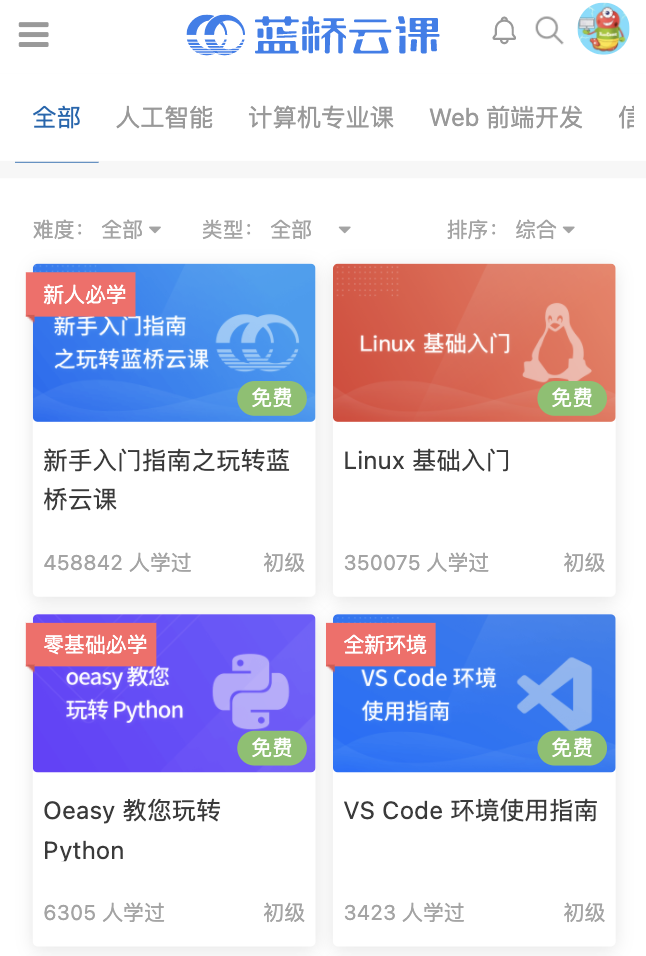 蓝桥云课
全部 人工智能 计算机专业课 Web 前端开发
难度: 全部 类型: 全部 排序: 综合
新人必学
新手入门指南
之玩转蓝桥云课
免费
Linux 基础入门
免费
新手入门指南之玩转蓝
桥云课
458842 人学过 初级
Linux 基础入门
350075 人学过 初级
零基础必学
oeasy 教您
玩转 Python
免费
全新环境
VS Code 环境
使用指南
免费
Oeasy 教您玩转
Python
6305 人学过 初级
VS Code 环境使用指南
3423 人学过 初级